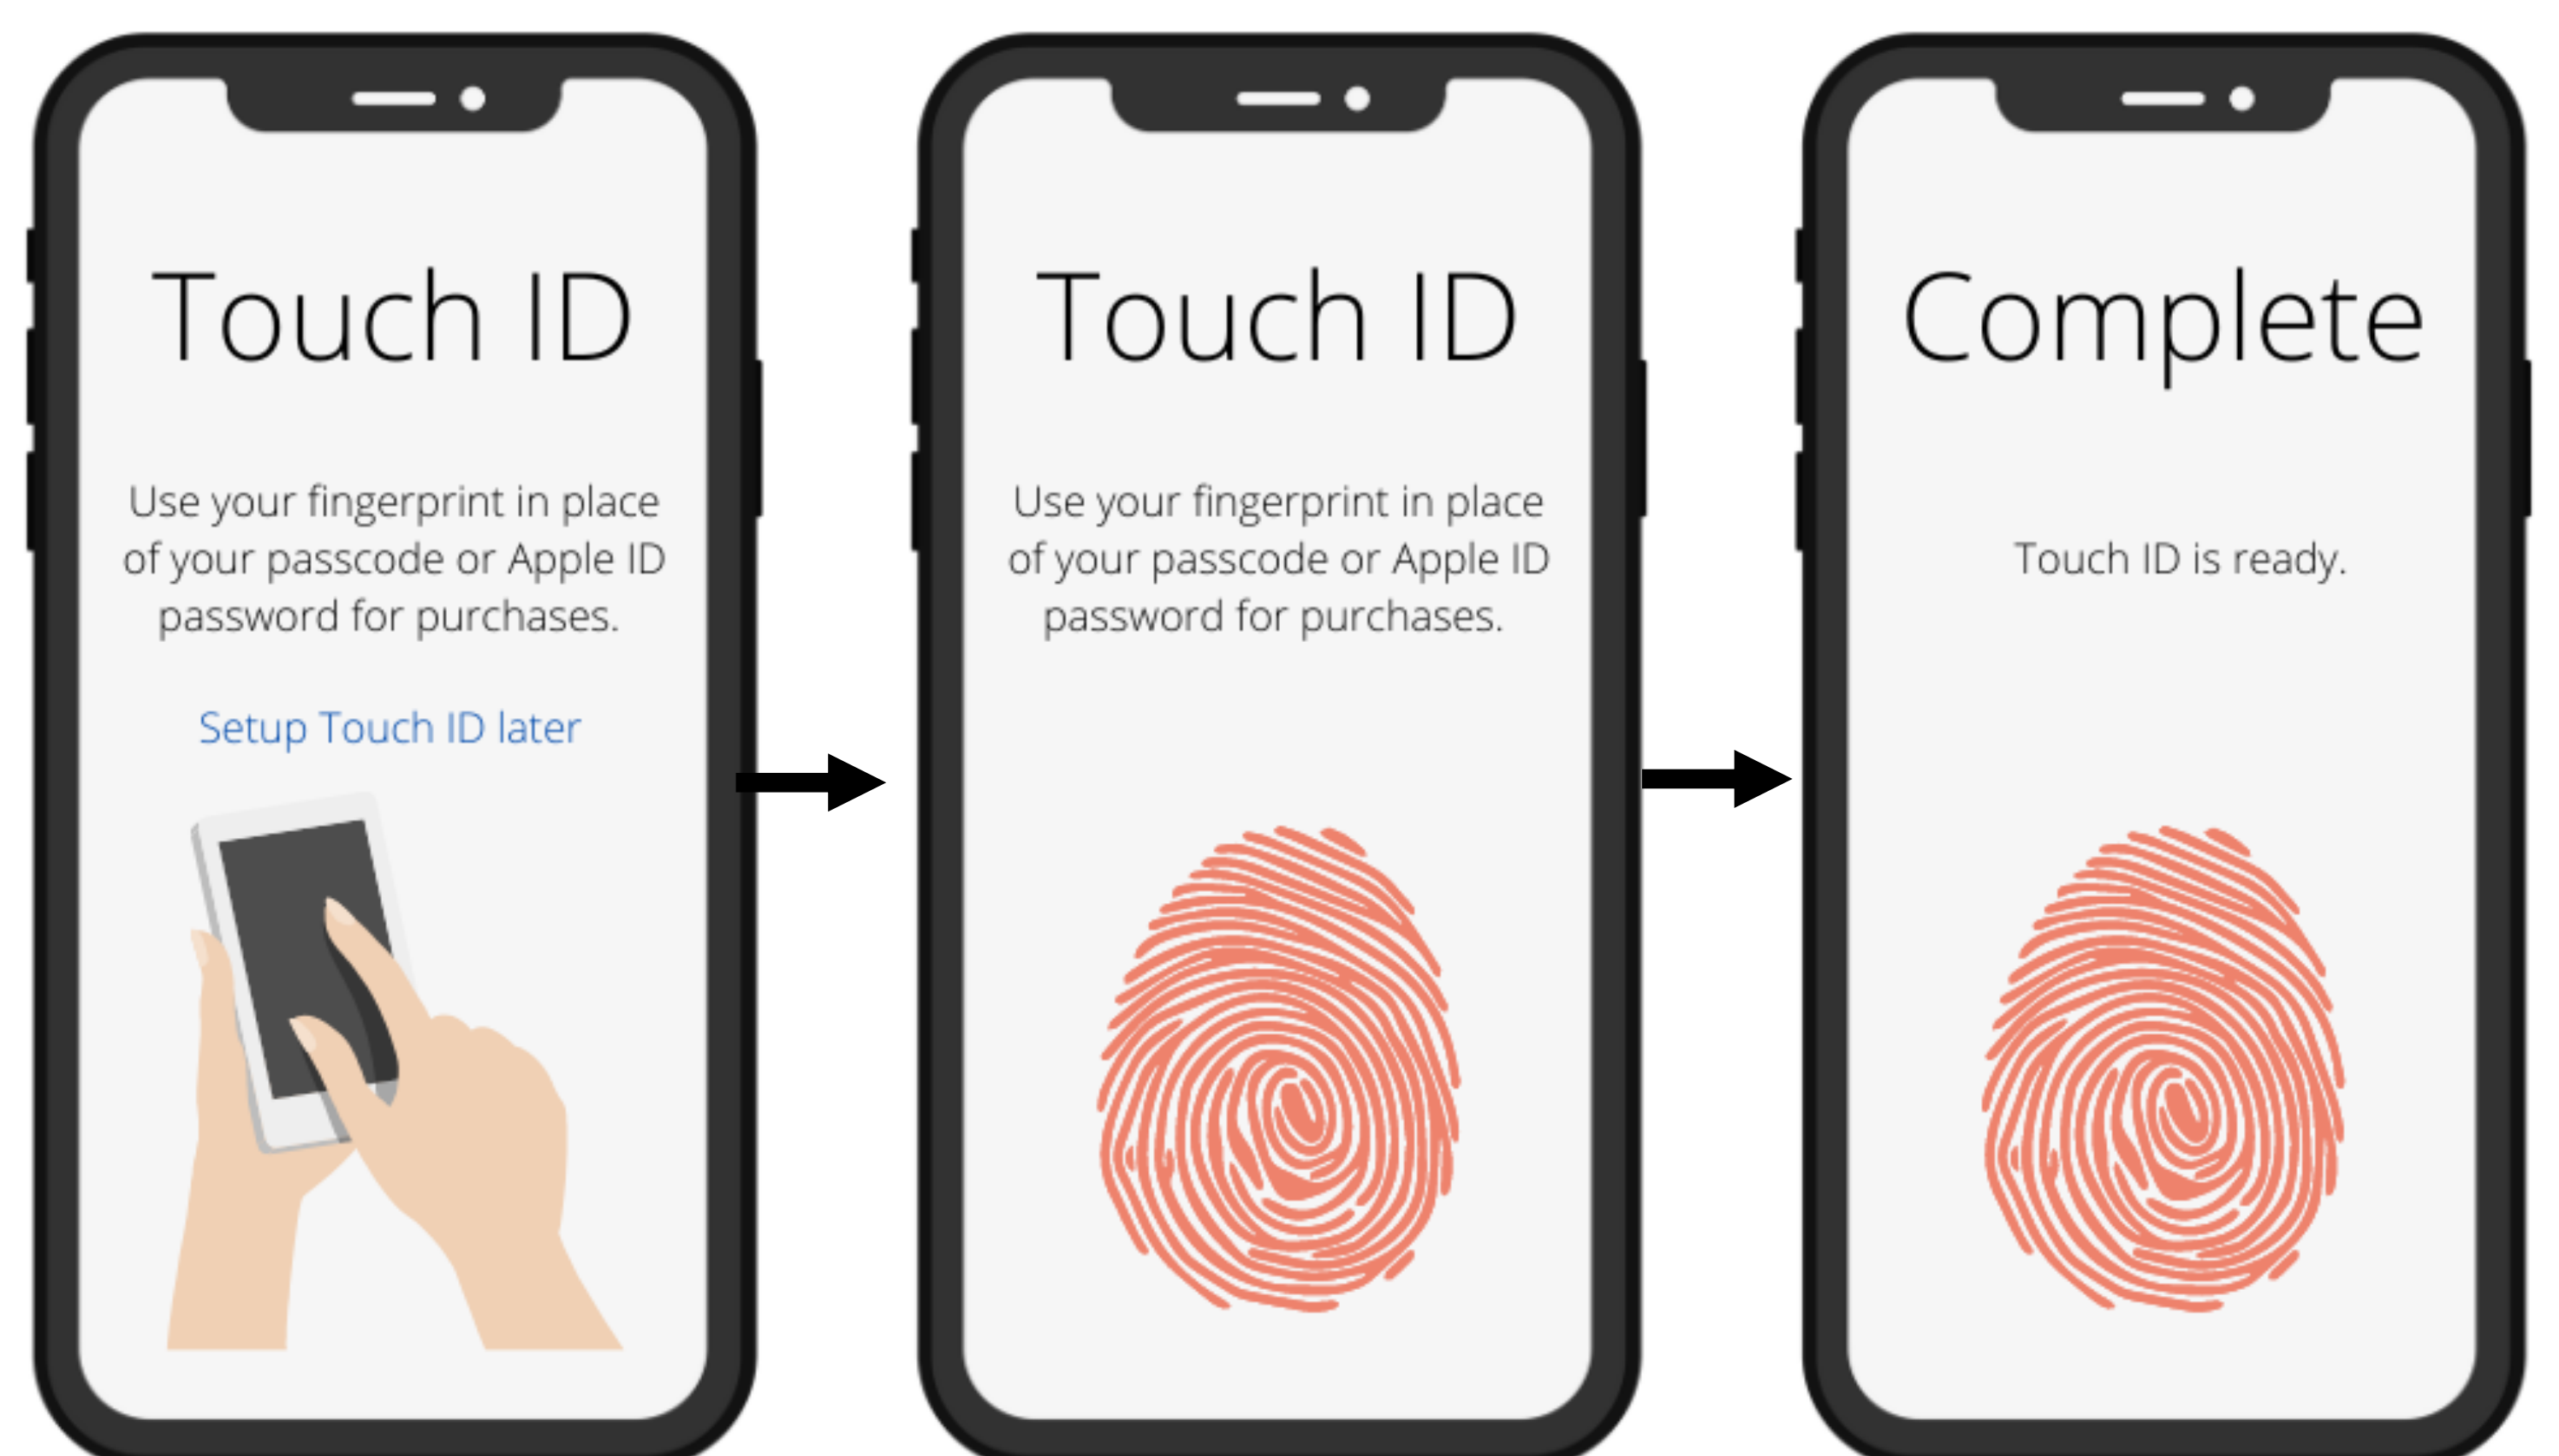 Touch ID
Use your fingerprint in place
of your passcode or Apple ID
password for purchases.
Setup Touch ID later
Touch ID
Use your fingerprint in place
of your passcode or Apple ID
password for purchases.
Complete
Touch ID is ready.